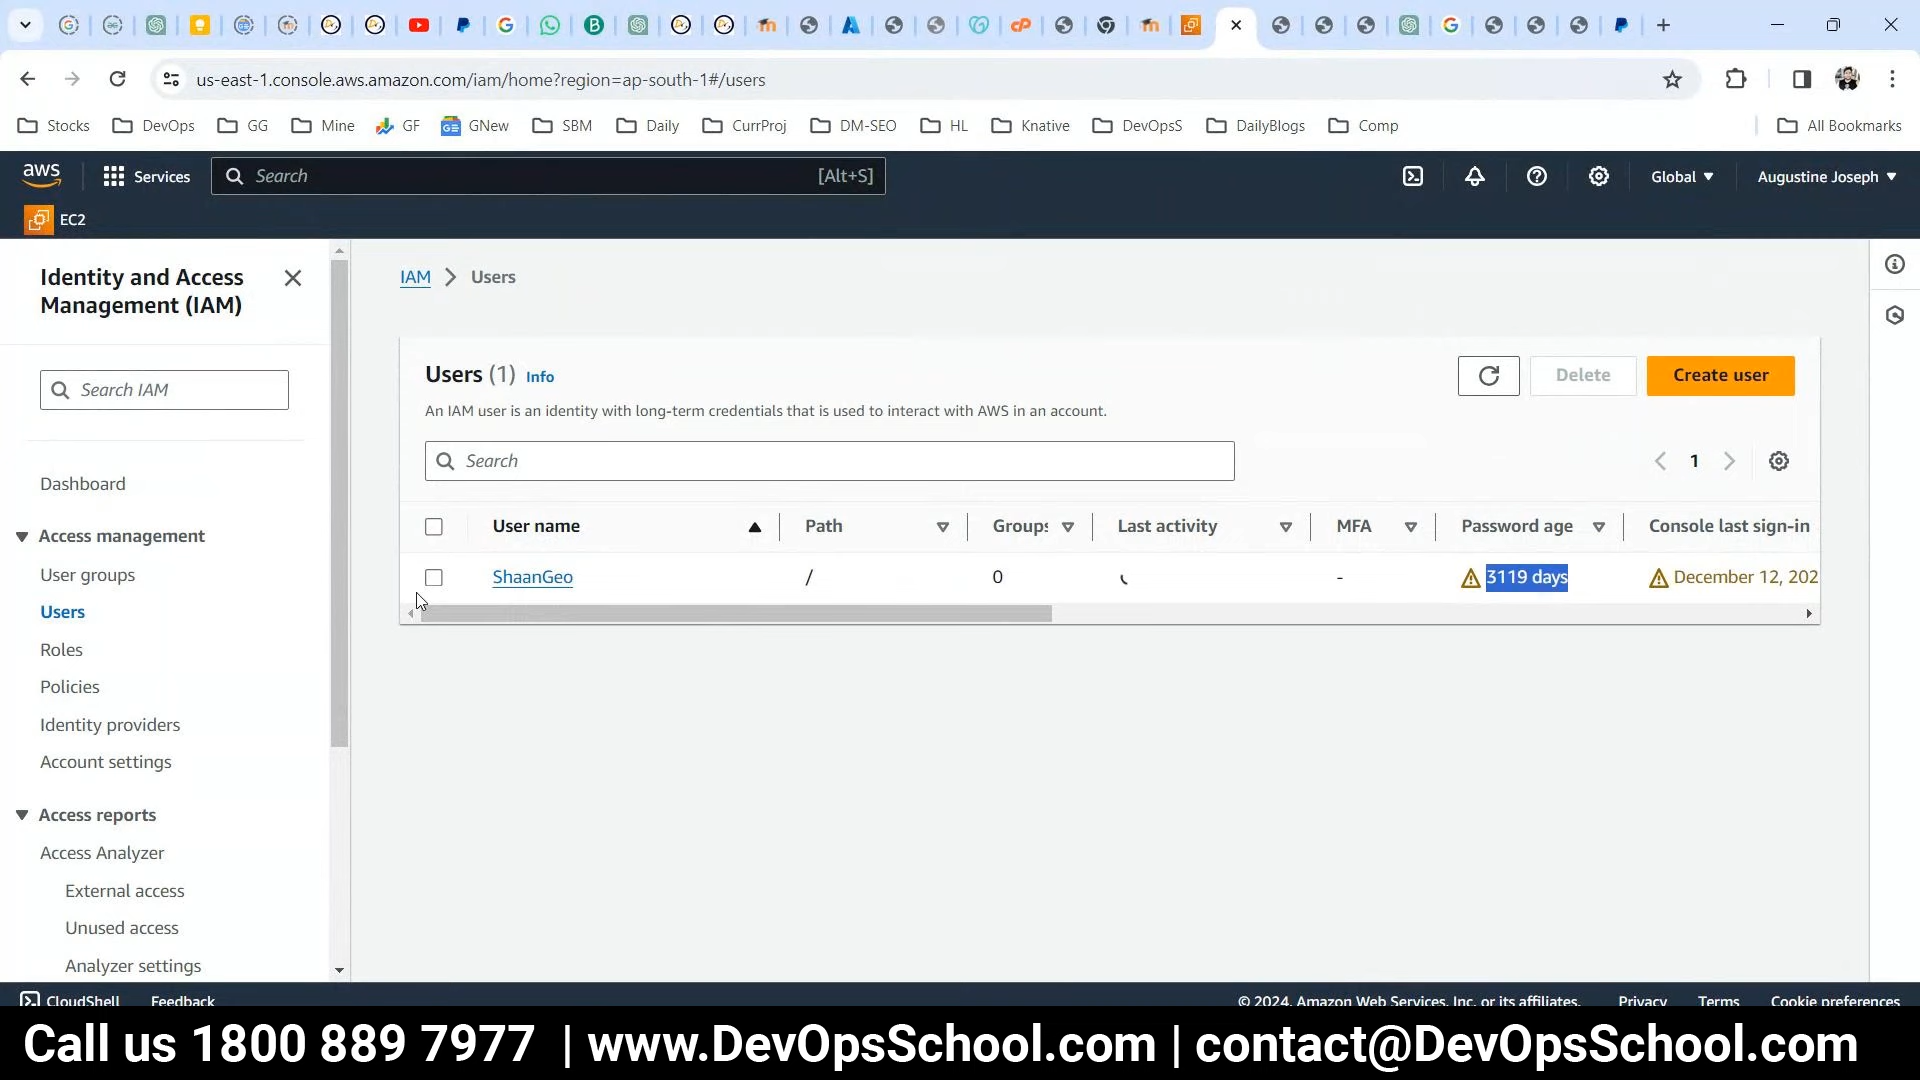 us-east-1.console.aws.amazon.com/iam/home?region=ap-south-1#/users
Stocks DevOps GG Mine GF GNew SBM Daily CurrProj DM-SEO HL Knative DevOpsS DailyBlogs Comp All Bookmarks
aws Services Search [Alt+S] Global Augustine Joseph
EC2
Identity and Access
Management (IAM)
Search IAM
Dashboard
Access management
User groups
Users
Roles
Policies
Identity providers
Account settings
Access reports
Access Analyzer
External access
Unused access
Analyzer settings
IAM > Users
Users (1) Info
Delete Create user
An IAM user is an identity with long-term credentials that is used to interact with AWS in an account.
Search
1
User name Path Groups Last activity MFA Password age Console last sign-in
ShaanGeo / 0 - 3119 days December 12, 202
CloudShell Feedback © 2024, Amazon Web Services, Inc. or its affiliates. Privacy Terms Cookie preferences
Call us 1800 889 7977 | www.DevOpsSchool.com | contact@DevOpsSchool.com